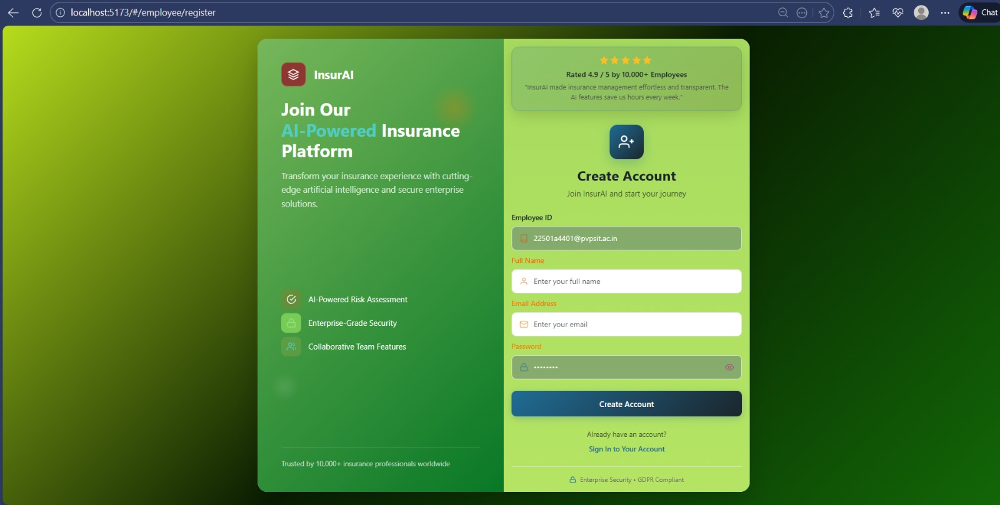 localhost:5173/#/employee/register
Chat
InsurAI
Join Our
AI-Powered Insurance
Platform
Transform your insurance experience with cutting-
edge artificial intelligence and secure enterprise
solutions.
AI-Powered Risk Assessment
Enterprise-Grade Security
Collaborative Team Features
Trusted by 10,000+ insurance professionals worldwide
Rated 4.9 / 5 by 10,000+ Employees
"InsurAI made insurance management effortless and transparent. The
AI features save us hours every week."
Create Account
Join InsurAI and start your journey
Employee ID
22501a4401@pvpsit.ac.in
Full Name
Enter your full name
Email Address
Enter your email
Password
••••••••
Create Account
Already have an account?
Sign In to Your Account
Enterprise Security • GDPR Compliant